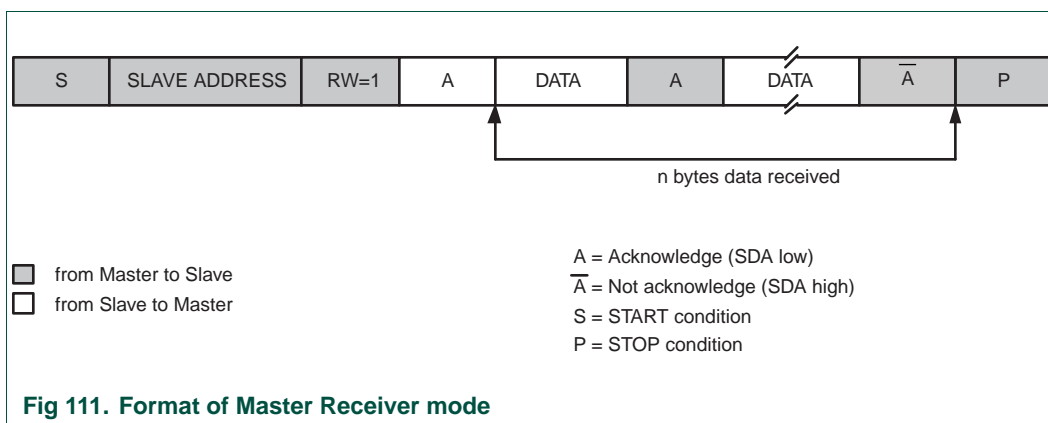 S SLAVE ADDRESS RW=1 A DATA A DATA A̅ P
n bytes data received
from Master to Slave
from Slave to Master
A = Acknowledge (SDA low)
A̅ = Not acknowledge (SDA high)
S = START condition
P = STOP condition
Fig 111. Format of Master Receiver mode